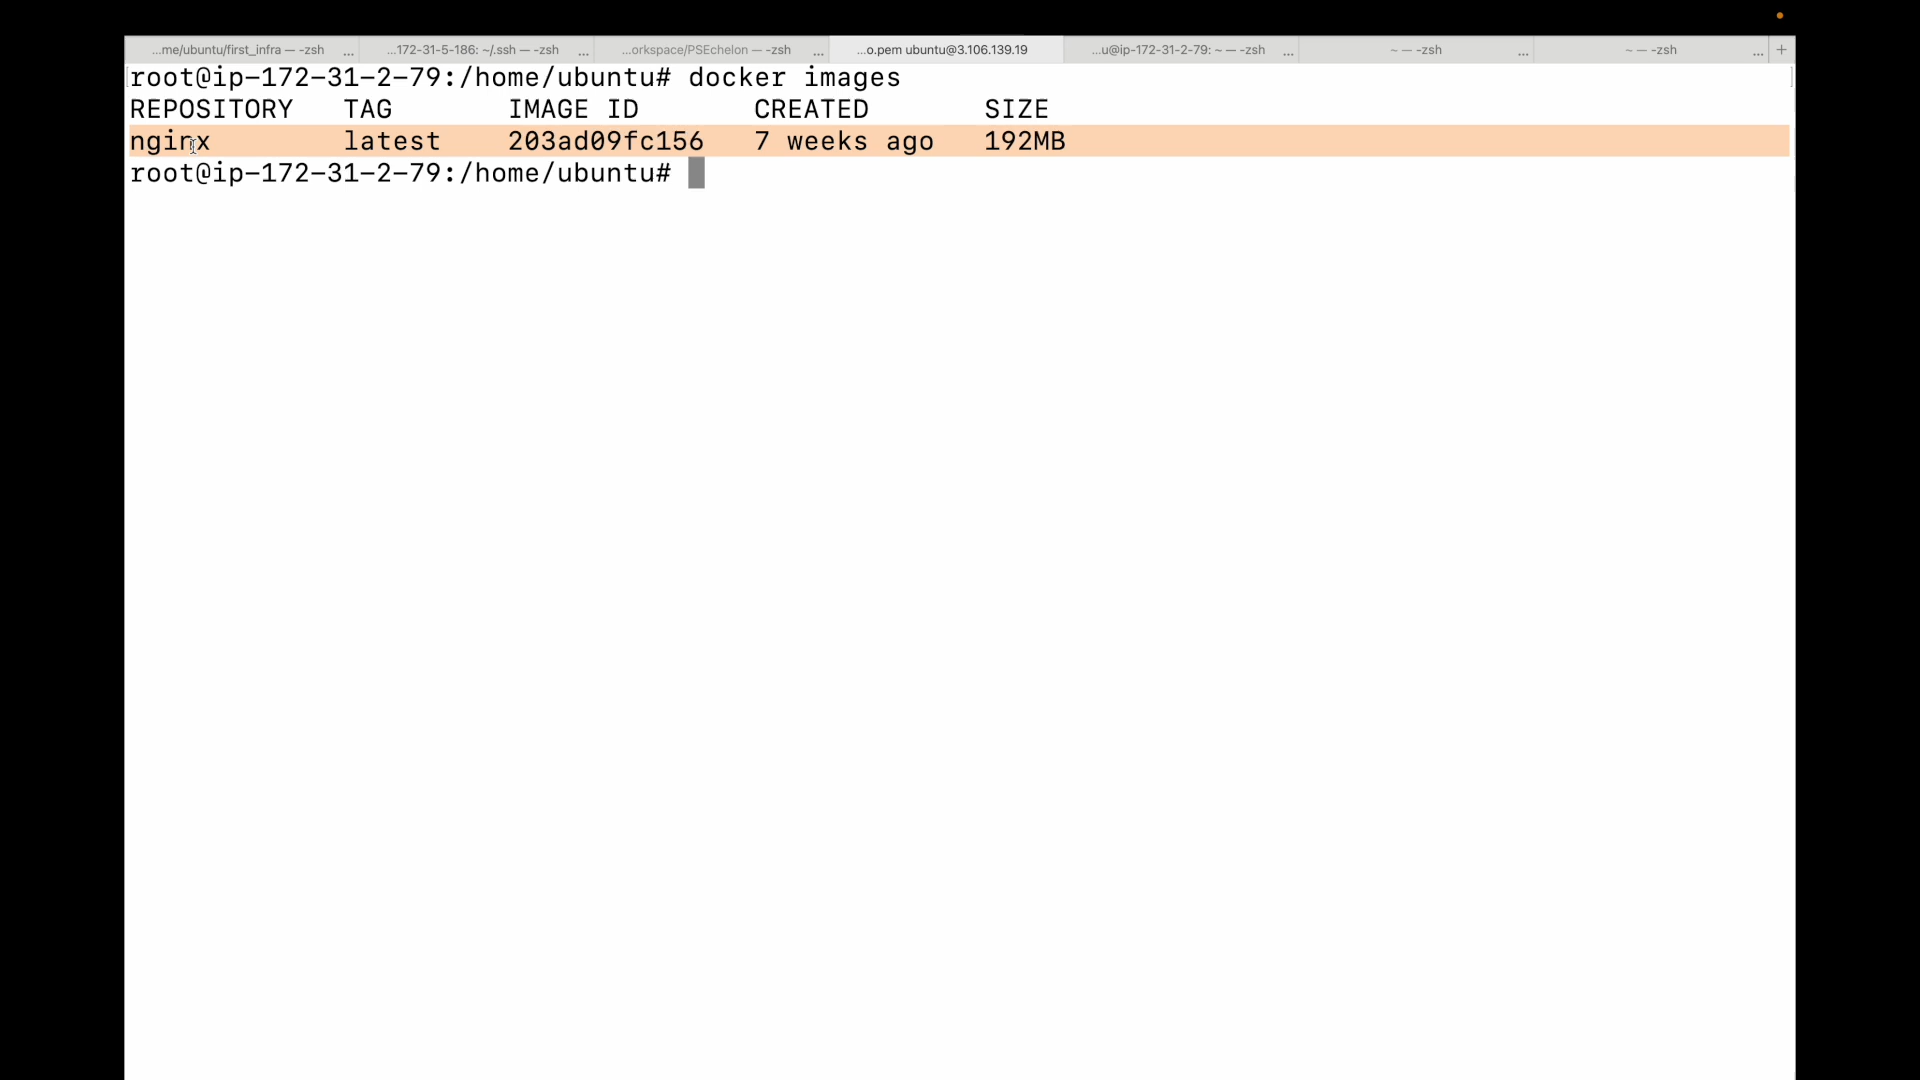 ...me/ubuntu/first_infra — -zsh ... ...172-31-5-186: ~/.ssh — -zsh ... ...orkspace/PSEchelon — -zsh ... ...o.pem ubuntu@3.106.139.19 ...u@ip-172-31-2-79: ~ — -zsh ... ~ — -zsh ... ~ — -zsh ... +
root@ip-172-31-2-79:/home/ubuntu# docker images
REPOSITORY TAG IMAGE ID CREATED SIZE
nginx latest 203ad09fc156 7 weeks ago 192MB
root@ip-172-31-2-79:/home/ubuntu#